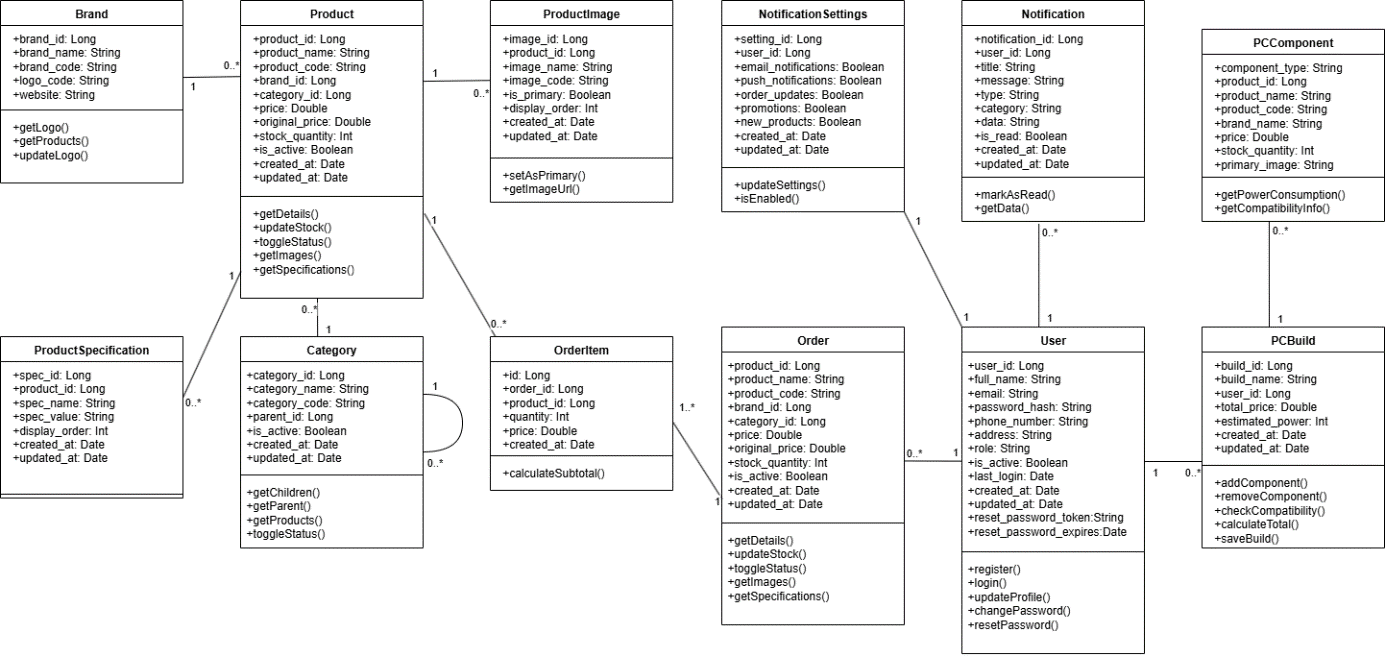 Brand
+brand_id: Long
+brand_name: String
+brand_code: String
+logo_code: String
+website: String
+getLogo()
+getProducts()
+updateLogo()
1
0..*
Product
+product_id: Long
+product_name: String
+product_code: String
+brand_id: Long
+category_id: Long
+price: Double
+original_price: Double
+stock_quantity: Int
+is_active: Boolean
+created_at: Date
+updated_at: Date
+getDetails()
+updateStock()
+toggleStatus()
+getImages()
+getSpecifications()
1
0..*
ProductImage
+image_id: Long
+product_id: Long
+image_name: String
+image_code: String
+is_primary: Boolean
+display_order: Int
+created_at: Date
+updated_at: Date
+setAsPrimary()
+getImageUrl()
NotificationSettings
+setting_id: Long
+user_id: Long
+email_notifications: Boolean
+push_notifications: Boolean
+order_updates: Boolean
+promotions: Boolean
+new_products: Boolean
+created_at: Date
+updated_at: Date
+updateSettings()
+isEnabled()
1
1
Notification
+notification_id: Long
+user_id: Long
+title: String
+message: String
+type: String
+category: String
+data: String
+is_read: Boolean
+created_at: Date
+updated_at: Date
+markAsRead()
+getData()
0..*
1
PCComponent
+component_type: String
+product_id: Long
+product_name: String
+product_code: String
+brand_name: String
+price: Double
+stock_quantity: Int
+primary_image: String
+getPowerConsumption()
+getCompatibilityInfo()
0..*
1
1
0..*
0..*
1
1
0..*
ProductSpecification
+spec_id: Long
+product_id: Long
+spec_name: String
+spec_value: String
+display_order: Int
+created_at: Date
+updated_at: Date
Category
+category_id: Long
+category_name: String
+category_code: String
+parent_id: Long
+is_active: Boolean
+created_at: Date
+updated_at: Date
+getChildren()
+getParent()
+getProducts()
+toggleStatus()
1
0..*
OrderItem
+id: Long
+order_id: Long
+product_id: Long
+quantity: Int
+price: Double
+created_at: Date
+calculateSubtotal()
1..*
1
Order
+product_id: Long
+product_name: String
+product_code: String
+brand_id: Long
+category_id: Long
+price: Double
+original_price: Double
+stock_quantity: Int
+is_active: Boolean
+created_at: Date
+updated_at: Date
+getDetails()
+updateStock()
+toggleStatus()
+getImages()
+getSpecifications()
0..*
1
User
+user_id: Long
+full_name: String
+email: String
+password_hash: String
+phone_number: String
+address: String
+role: String
+is_active: Boolean
+last_login: Date
+created_at: Date
+updated_at: Date
+reset_password_token:String
+reset_password_expires:Date
+register()
+login()
+updateProfile()
+changePassword()
+resetPassword()
1
0..*
PCBuild
+build_id: Long
+build_name: String
+user_id: Long
+total_price: Double
+estimated_power: Int
+created_at: Date
+updated_at: Date
+addComponent()
+removeComponent()
+checkCompatibility()
+calculateTotal()
+saveBuild()